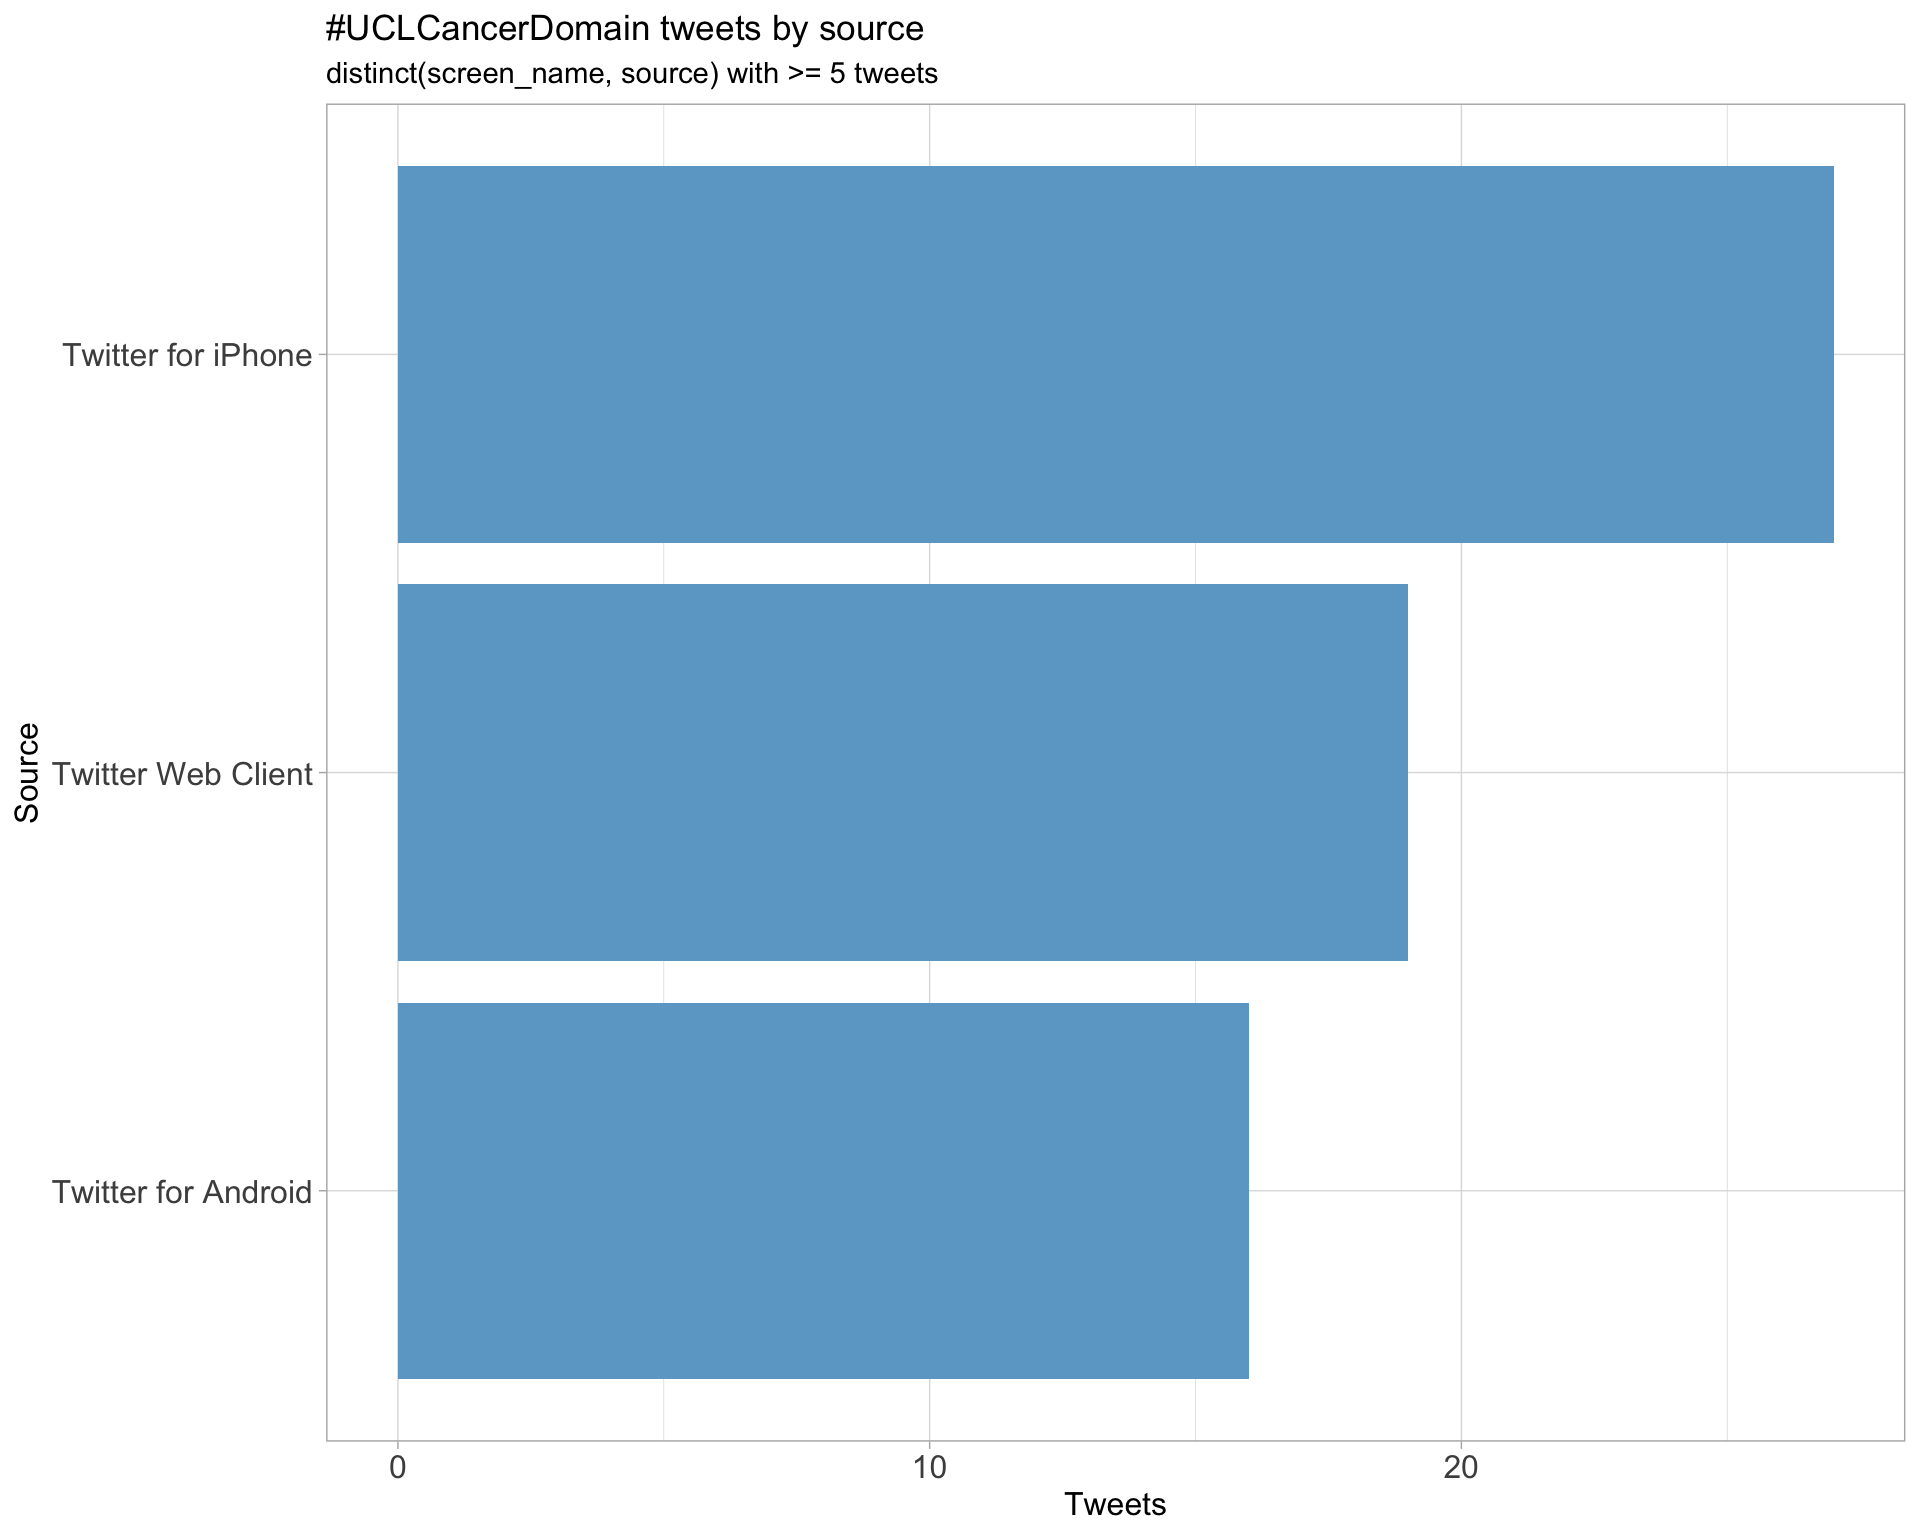 #UCLCancerDomain tweets by source
distinct(screen_name, source) with >= 5 tweets
Source
Twitter for iPhone
Twitter Web Client
Twitter for Android
0 10 20
Tweets